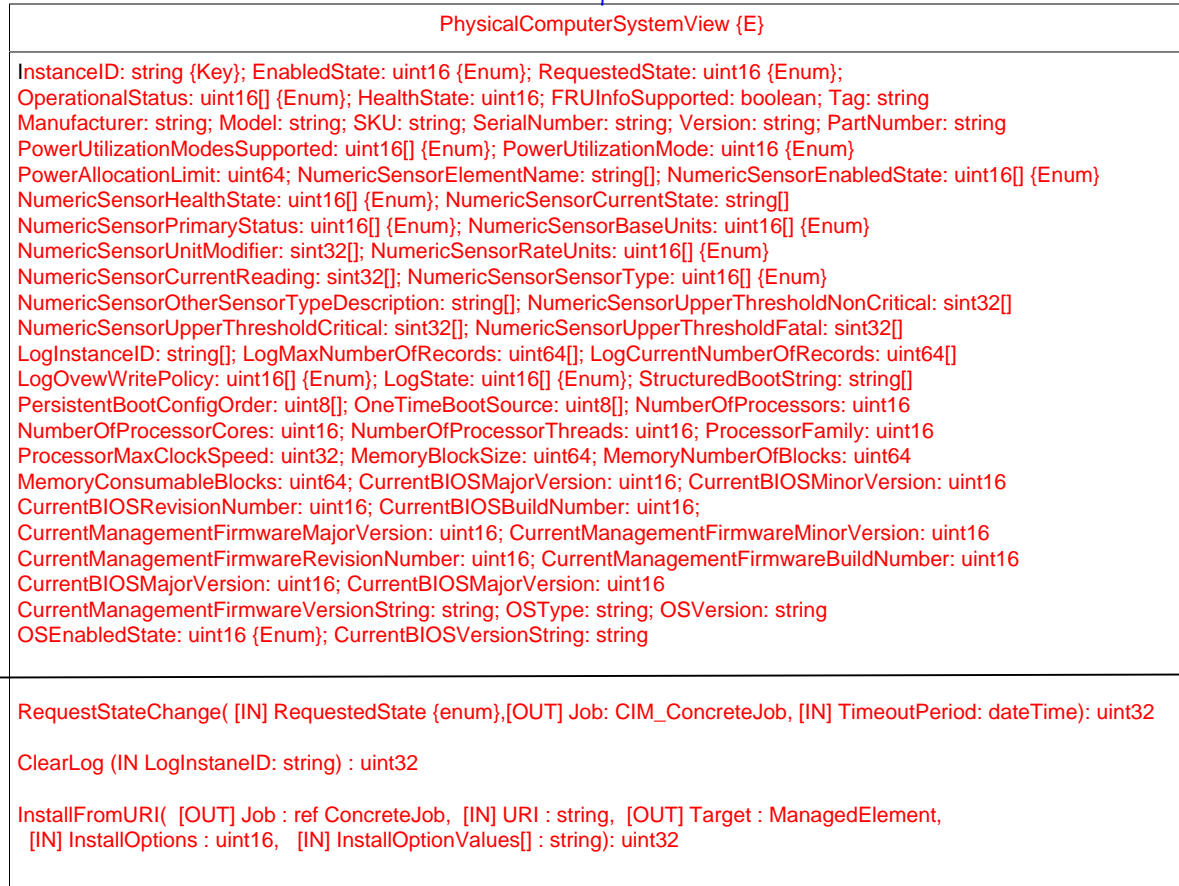 PhysicalComputerSystemView {E}
InstanceID: string {Key}; EnabledState: uint16 {Enum}; RequestedState: uint16 {Enum};
OperationalStatus: uint16[] {Enum}; HealthState: uint16; FRUInfoSupported: boolean; Tag: string
Manufacturer: string; Model: string; SKU: string; SerialNumber: string; Version: string; PartNumber: string
PowerUtilizationModesSupported: uint16[] {Enum}; PowerUtilizationMode: uint16 {Enum}
PowerAllocationLimit: uint64; NumericSensorElementName: string[]; NumericSensorEnabledState: uint16[] {Enum}
NumericSensorHealthState: uint16[] {Enum}; NumericSensorCurrentState: string[]
NumericSensorPrimaryStatus: uint16[] {Enum}; NumericSensorBaseUnits: uint16[] {Enum}
NumericSensorUnitModifier: sint32[]; NumericSensorRateUnits: uint16[] {Enum}
NumericSensorCurrentReading: sint32[]; NumericSensorSensorType: uint16[] {Enum}
NumericSensorOtherSensorTypeDescription: string[]; NumericSensorUpperThresholdNonCritical: sint32[]
NumericSensorUpperThresholdCritical: sint32[]; NumericSensorUpperThresholdFatal: sint32[]
LogInstanceID: string[]; LogMaxNumberOfRecords: uint64[]; LogCurrentNumberOfRecords: uint64[]
LogOvewWritePolicy: uint16[] {Enum}; LogState: uint16[] {Enum}; StructuredBootString: string[]
PersistentBootConfigOrder: uint8[]; OneTimeBootSource: uint8[]; NumberOfProcessors: uint16
NumberOfProcessorCores: uint16; NumberOfProcessorThreads: uint16; ProcessorFamily: uint16
ProcessorMaxClockSpeed: uint32; MemoryBlockSize: uint64; MemoryNumberOfBlocks: uint64
MemoryConsumableBlocks: uint64; CurrentBIOSMajorVersion: uint16; CurrentBIOSMinorVersion: uint16
CurrentBIOSRevisionNumber: uint16; CurrentBIOSBuildNumber: uint16;
CurrentManagementFirmwareMajorVersion: uint16; CurrentManagementFirmwareMinorVersion: uint16
CurrentManagementFirmwareRevisionNumber: uint16; CurrentManagementFirmwareBuildNumber: uint16
CurrentBIOSMajorVersion: uint16; CurrentBIOSMajorVersion: uint16
CurrentManagementFirmwareVersionString: string; OSType: string; OSVersion: string
OSEnabledState: uint16 {Enum}; CurrentBIOSVersionString: string
RequestStateChange( [IN] RequestedState {enum},[OUT] Job: CIM_ConcreteJob, [IN] TimeoutPeriod: dateTime): uint32
ClearLog (IN LogInstaneID: string) : uint32
InstallFromURI( [OUT] Job : ref ConcreteJob, [IN] URI : string, [OUT] Target : ManagedElement,
[IN] InstallOptions : uint16, [IN] InstallOptionValues[] : string): uint32